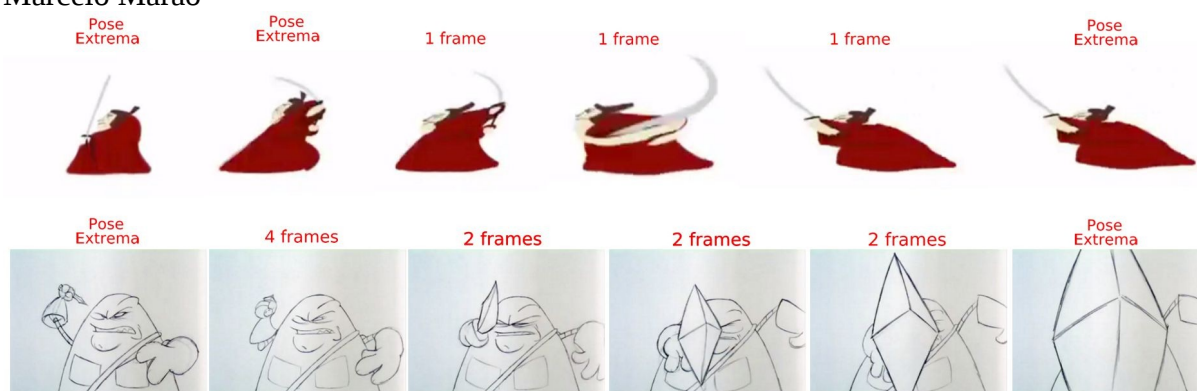 Marcelo Marão
Pose
Extrema
Pose
Extrema
1 frame
1 frame
1 frame
Pose
Extrema
Pose
Extrema
4 frames
2 frames
2 frames
2 frames
Pose
Extrema